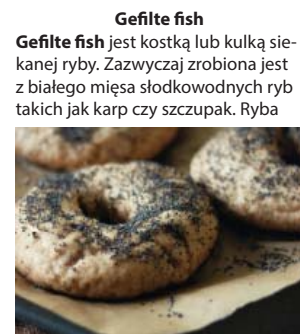 Gefilte fish
Gefilte fish jest kostką lub kulką sie-
kanej ryby. Zazwyczaj zrobiona jest
z białego mięsa słodkowodnych ryb
takich jak karp czy szczupak. Ryba